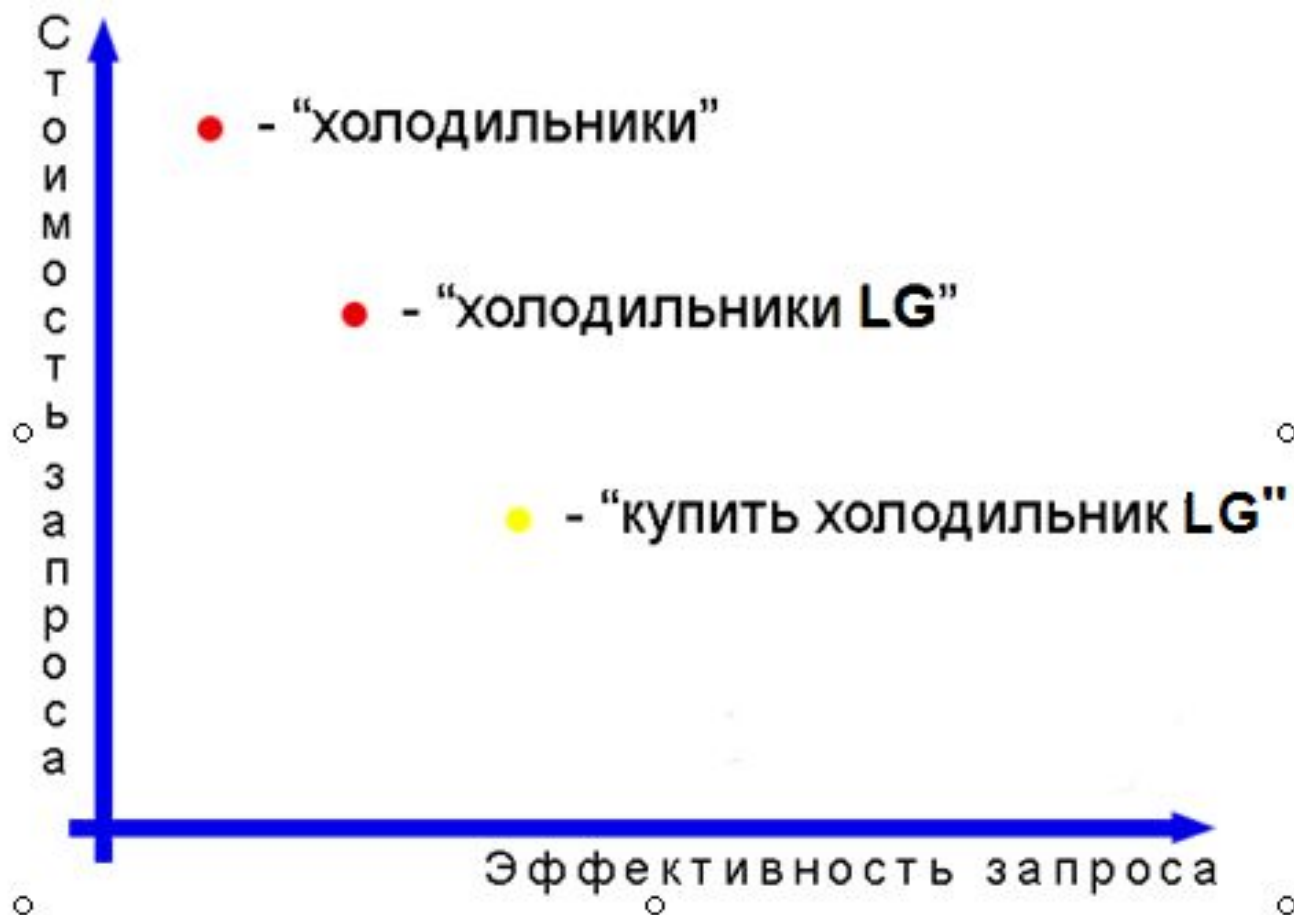 Стоимость запроса
- “холодильники”
- “холодильники LG”
- “купить холодильник LG"
Эффективность запроса